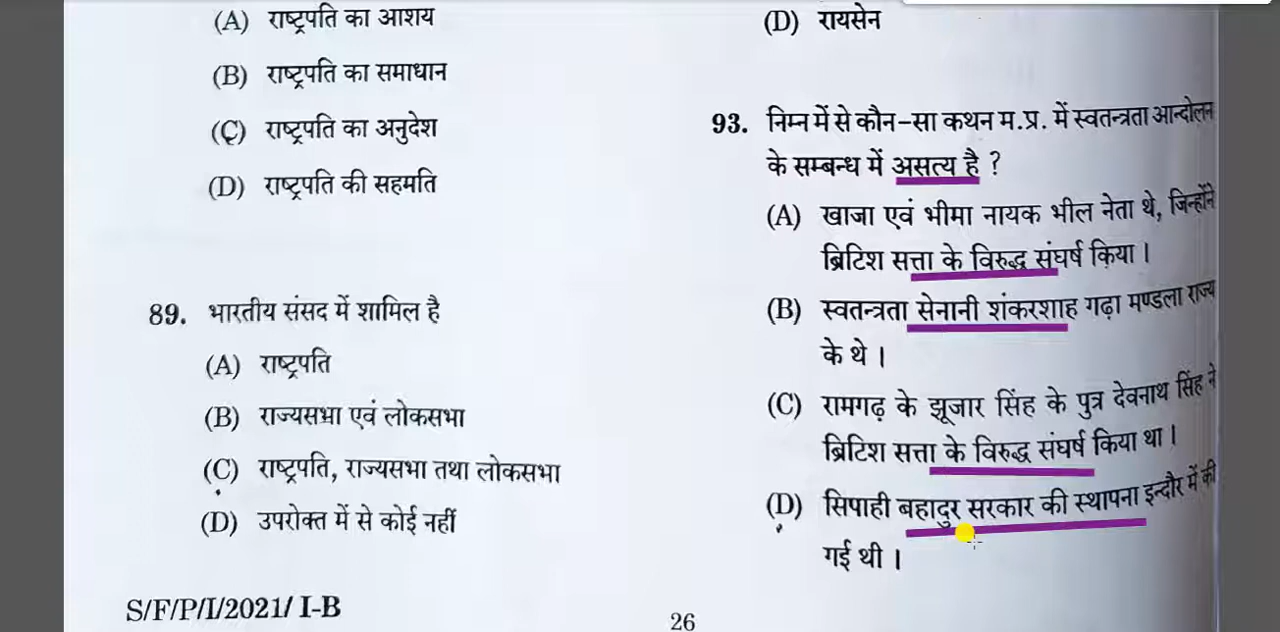 (A) राष्ट्रपति का आशय
(B) राष्ट्रपति का समाधान
(C) राष्ट्रपति का अनुदेश
(D) राष्ट्रपति की सहमति
89. भारतीय संसद में शामिल है
(A) राष्ट्रपति
(B) राज्यसभा एवं लोकसभा
(C) राष्ट्रपति, राज्यसभा तथा लोकसभा
(D) उपरोक्त में से कोई नहीं
S/F/P/I/2021/ I-B
(D) रायसेन
93. निम्न में से कौन-सा कथन म.प्र. में स्वतन्त्रता आन्दोलन
के सम्बन्ध में असत्य है ?
(A) खाजा एवं भीमा नायक भील नेता थे, जिन्होंने
ब्रिटिश सत्ता के विरुद्ध संघर्ष किया ।
(B) स्वतन्त्रता सेनानी शंकरशाह गढ़ा मण्डला राज्य
के थे ।
(C) रामगढ़ के झूजार सिंह के पुत्र देवनाथ सिंह ने
ब्रिटिश सत्ता के विरुद्ध संघर्ष किया था ।
(D) सिपाही बहादुर सरकार की स्थापना इन्दौर में की
गई थी ।
26